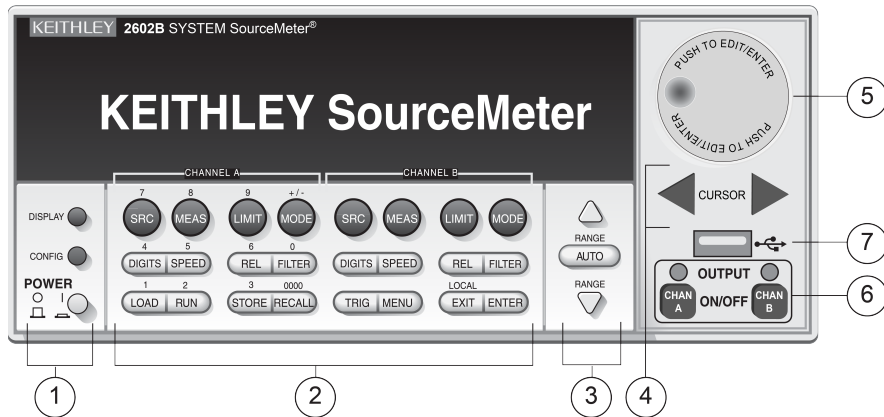 KEITHLEY 2602B SYSTEM SourceMeter®
KEITHLEY SourceMeter
PUSH TO EDIT/ENTER
PUSH TO EDIT/ENTER
5
CHANNEL A CHANNEL B
7 8 9 +/-
DISPLAY SRC MEAS LIMIT MODE SRC MEAS LIMIT MODE
CURSOR
4 5 6 0
RANGE
CONFIG DIGITS SPEED REL FILTER DIGITS SPEED REL FILTER AUTO
7
POWER
1 2 3 0000 LOCAL RANGE
LOAD RUN STORE RECALL TRIG MENU EXIT ENTER
OUTPUT
CHAN A ON/OFF CHAN B
6
1 2 3 4